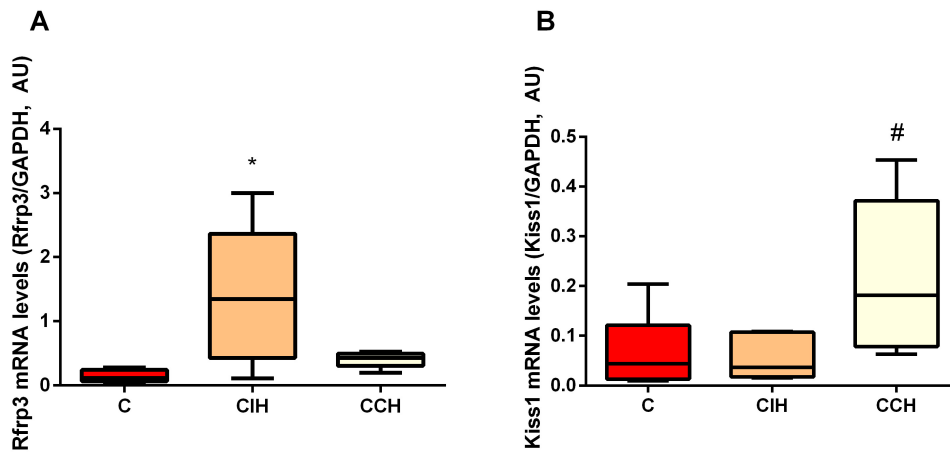 A
Rfrp3 mRNA levels (Rfrp3/GAPDH, AU)
4
3
2
1
0
*
C
CIH
CCH
B
Kiss1 mRNA levels (Kiss1/GAPDH, AU)
0.5
0.4
0.3
0.2
0.1
0.0
#
C
CIH
CCH